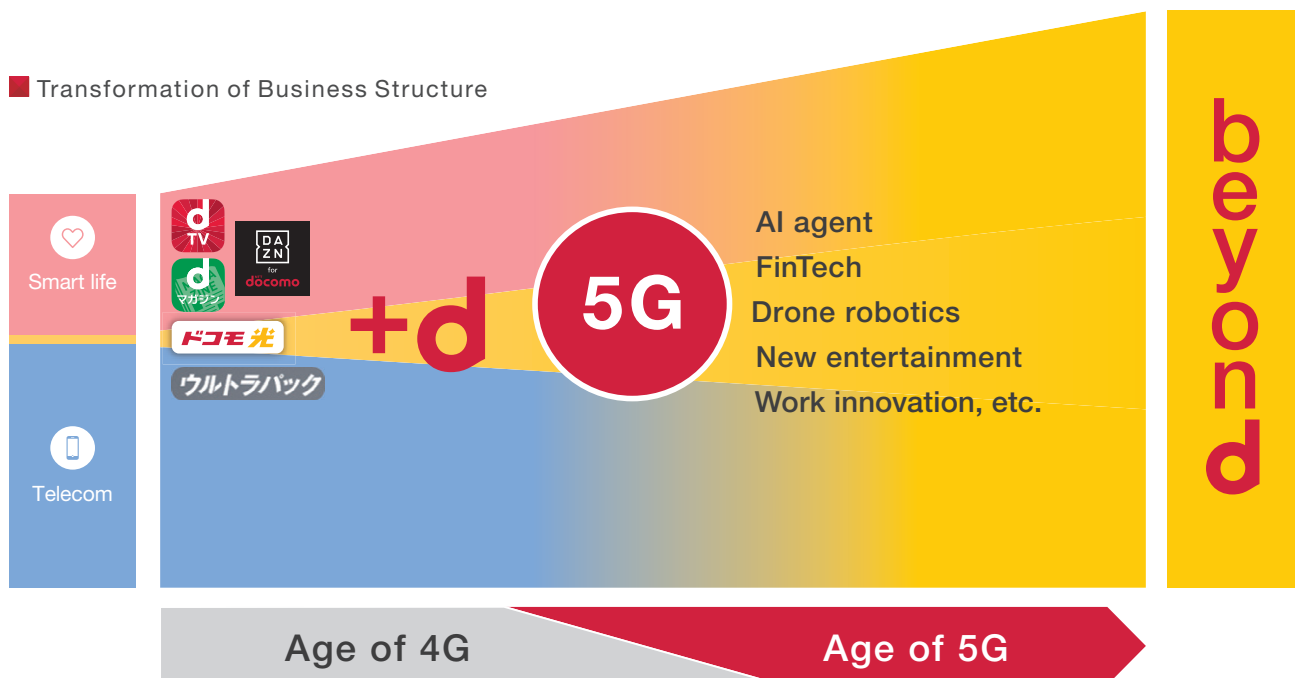 Transformation of Business Structure
Smart life
Telecom
d
TV
d
マガジン
DA
ZN
for
döcomo
ドコモ光
ウルトラパック
+d
5G
AI agent
FinTech
Drone robotics
New entertainment
Work innovation, etc.
beyond
Age of 4G
Age of 5G